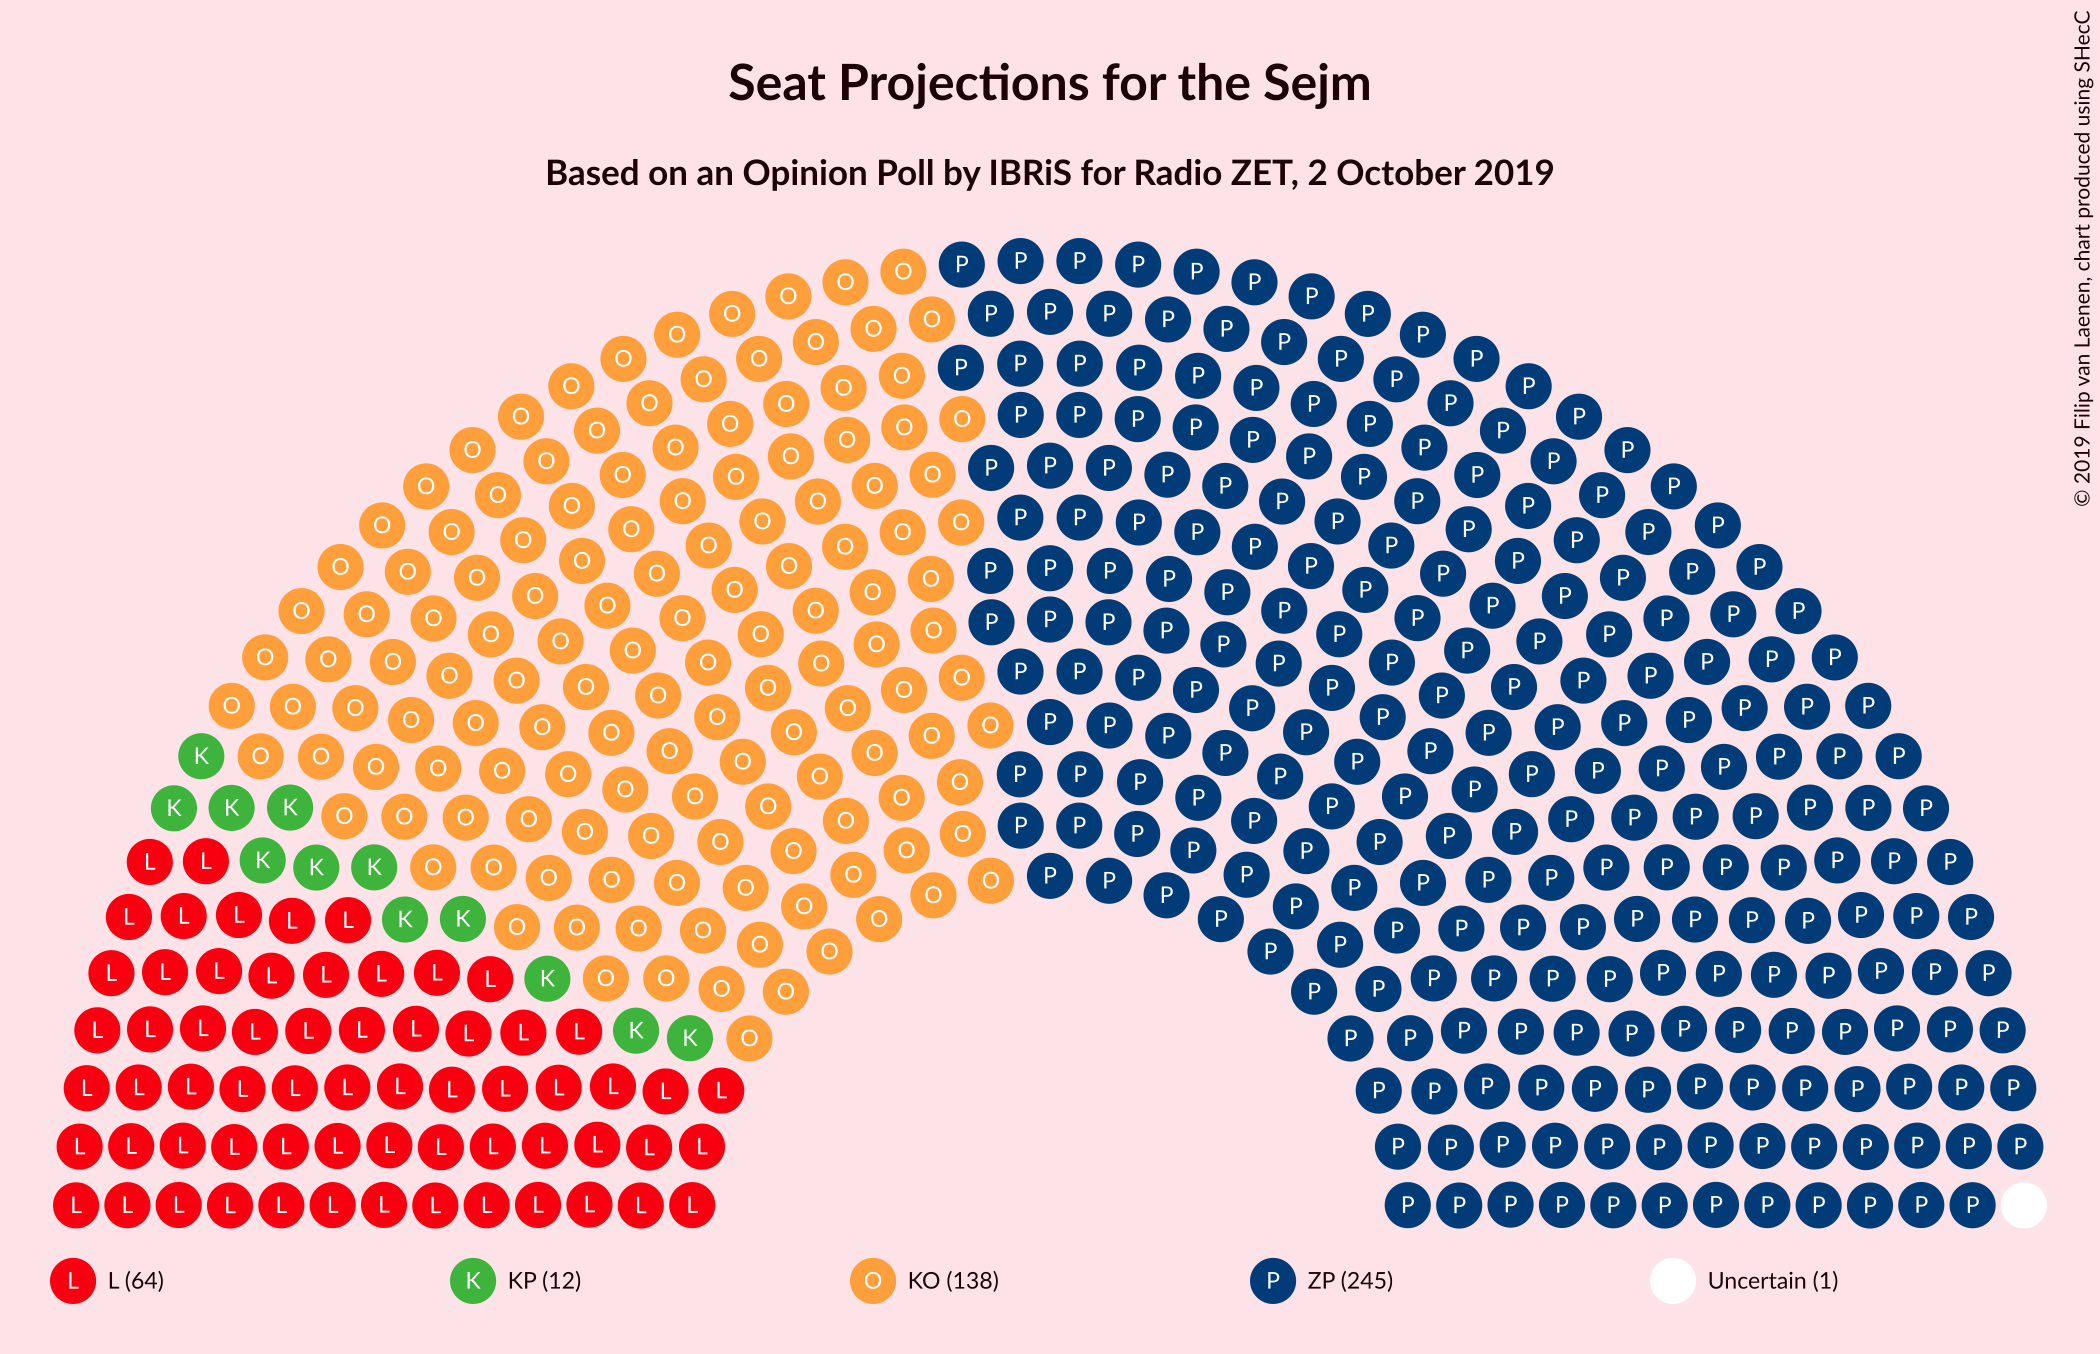 Seat Projections for the Sejm
Based on an Opinion Poll by IBRiS for Radio ZET, 2 October 2019
© 2019 Filip van Laenen, chart produced using SHecC
L L (64)
K KP (12)
O KO (138)
P ZP (245)
Uncertain (1)